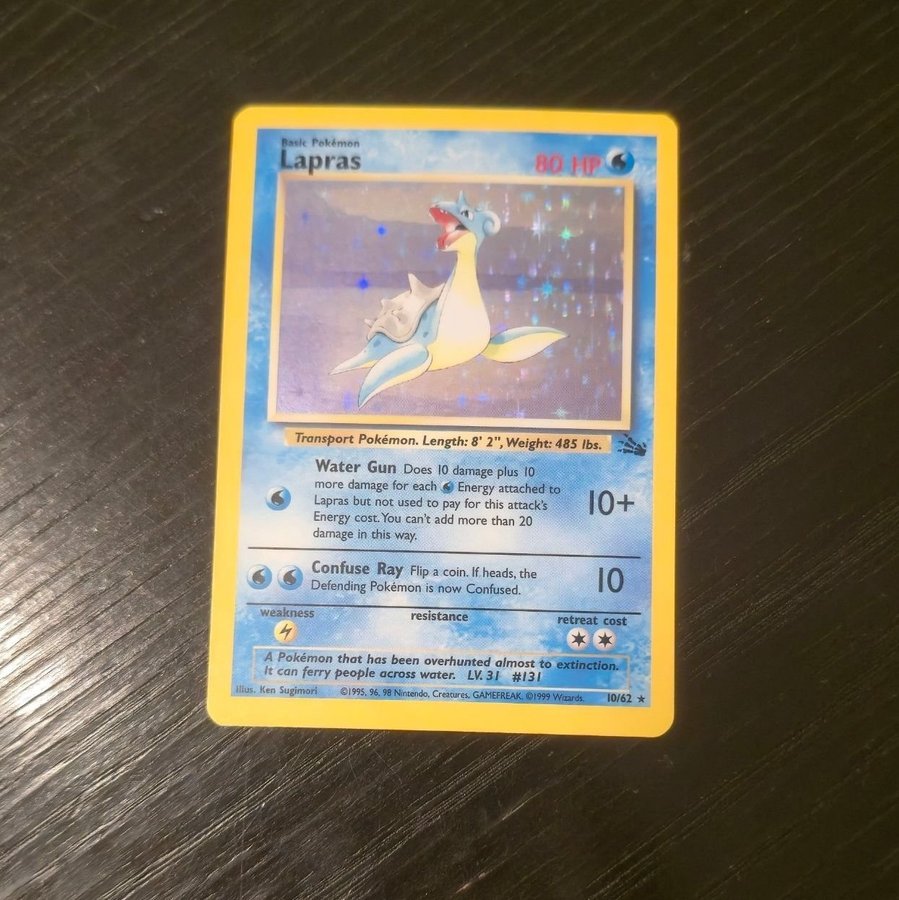 Basic Pokémon
Lapras
80 HP
Transport Pokémon. Length: 8' 2", Weight: 485 lbs.
Water Gun Does 10 damage plus 10
more damage for each Energy attached to
Lapras but not used to pay for this attack's
Energy cost. You can't add more than 20
damage in this way.
10+
Confuse Ray Flip a coin. If heads, the
Defending Pokémon is now Confused.
10
weakness
resistance
retreat cost
A Pokémon that has been overhunted almost to extinction.
It can ferry people across water. LV. 31 #131
Illus. Ken Sugimori
©1995, 96, 98 Nintendo, Creatures, GAMEFREAK. ©1999 Wizards.
10/62 ★